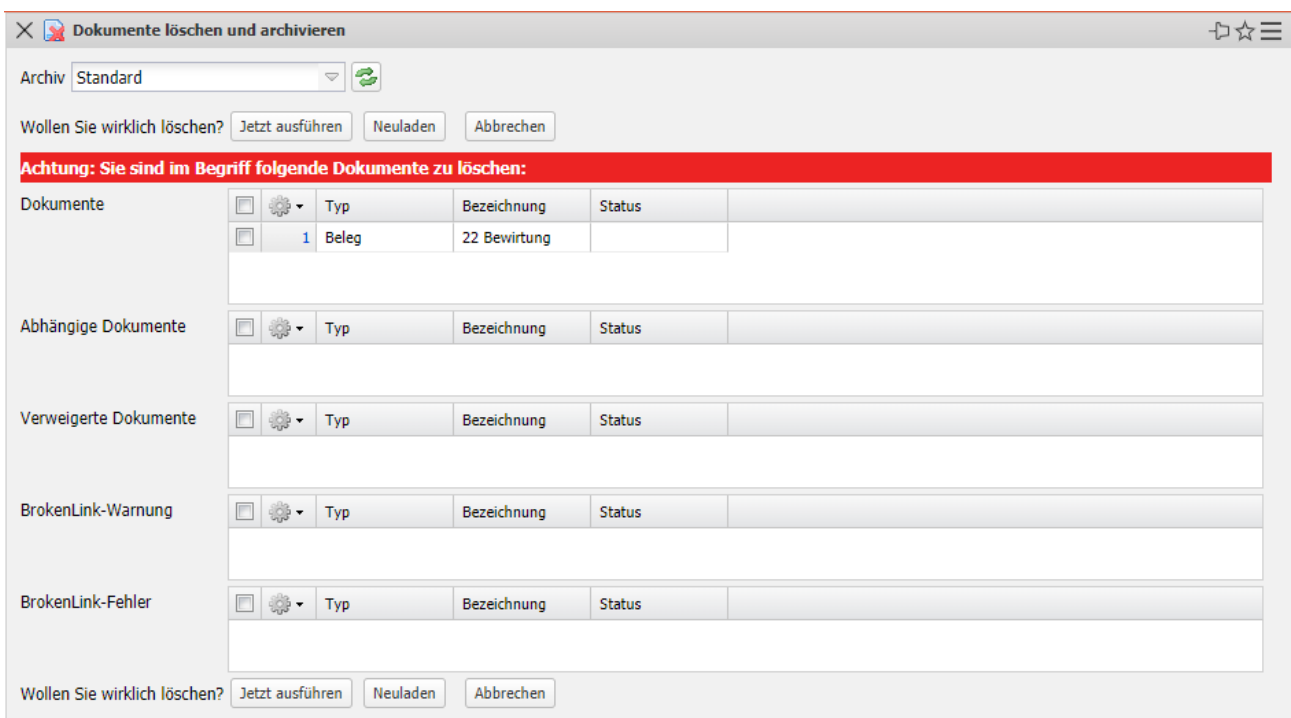 Dokumente löschen und archivieren
Archiv Standard
Wollen Sie wirklich löschen? Jetzt ausführen Neuladen Abbrechen
Achtung: Sie sind im Begriff folgende Dokumente zu löschen:
Dokumente Typ Bezeichnung Status
1 Beleg 22 Bewirtung
Abhängige Dokumente Typ Bezeichnung Status
Verweigerte Dokumente Typ Bezeichnung Status
BrokenLink-Warnung Typ Bezeichnung Status
BrokenLink-Fehler Typ Bezeichnung Status
Wollen Sie wirklich löschen? Jetzt ausführen Neuladen Abbrechen